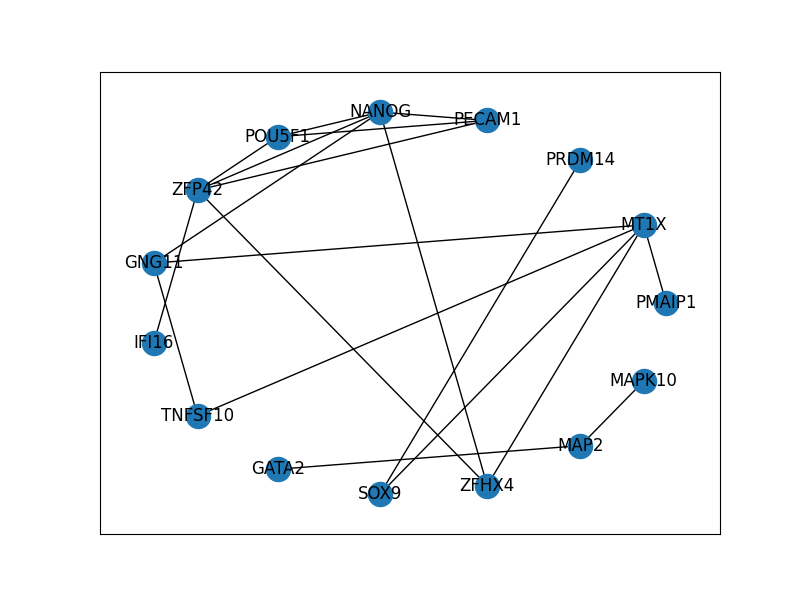 NANOG
PECAM1
POU5F1
PRDM14
ZFP42
MT1X
GNG11
PMAIP1
IFI16
MAPK10
TNFSF10
MAP2
GATA2
ZFHX4
SOX9